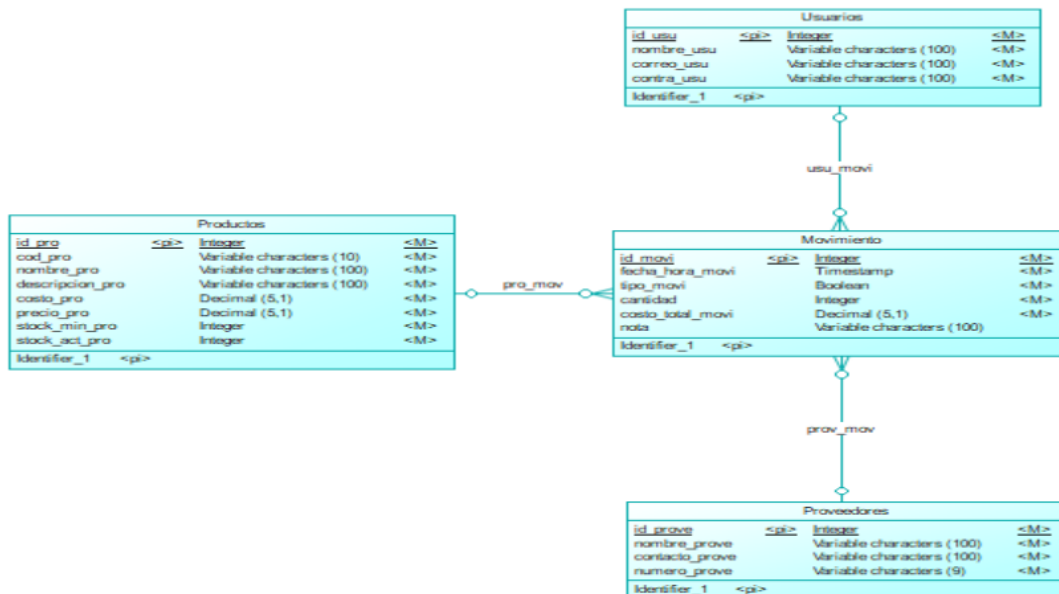 Usuarios
id_usu <pi> Integer <M>
nombre_usu Variable characters (100) <M>
correo_usu Variable characters (100) <M>
contra_usu Variable characters (100) <M>
Identifier_1 <pi>
usu_movi
Productos
id_pro <pi> Integer <M>
cod_pro Variable characters (10) <M>
nombre_pro Variable characters (100) <M>
descripcion_pro Variable characters (100) <M>
costo_pro Decimal (5,1) <M>
precio_pro Decimal (5,1) <M>
stock_min_pro Integer <M>
stock_act_pro Integer <M>
Identifier_1 <pi>
pro_mov
Movimiento
id_movi <pi> Integer <M>
fecha_hora_movi Timestamp <M>
tipo_movi Boolean <M>
cantidad Integer <M>
costo_total_movi Decimal (5,1) <M>
nota Variable characters (100)
Identifier_1 <pi>
prov_mov
Proveedores
id_prove <pi> Integer <M>
nombre_prove Variable characters (100) <M>
contacto_prove Variable characters (100) <M>
numero_prove Variable characters (9) <M>
Identifier_1 <pi>